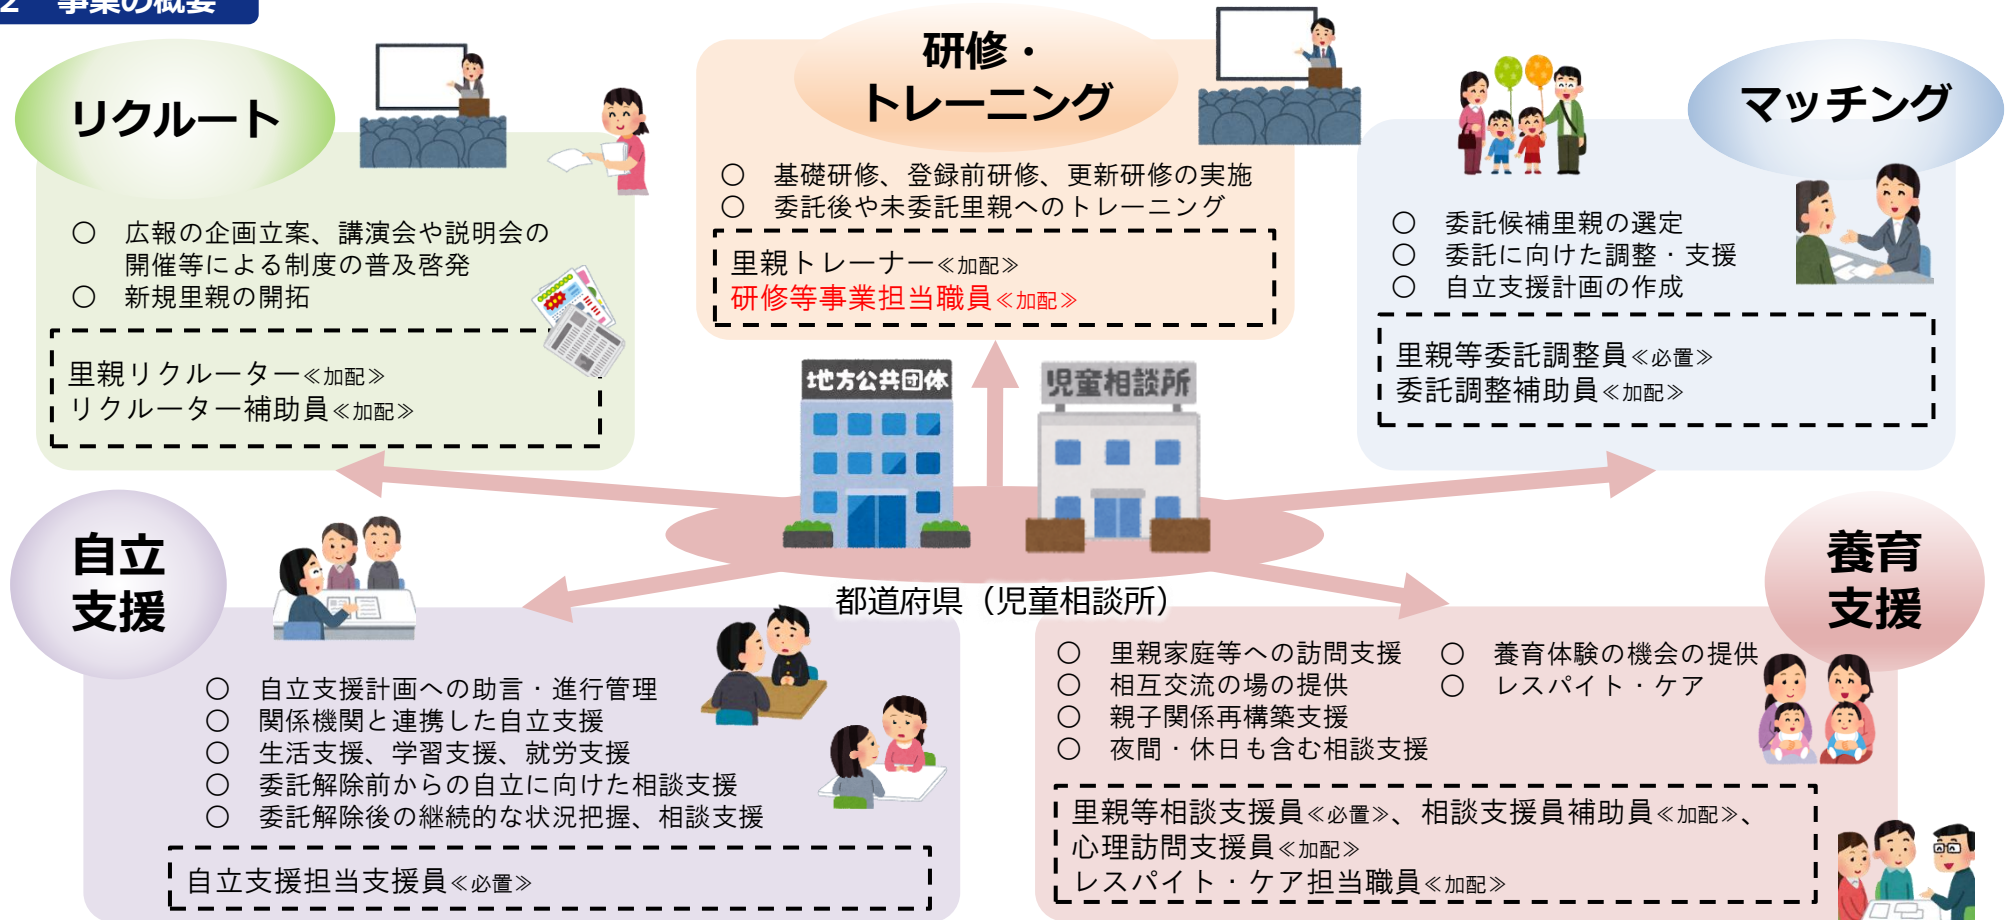 2 事業の概要
リクルート
○ 広報の企画立案、講演会や説明会の
開催等による制度の普及啓発
○ 新規里親の開拓
里親リクルーター≪加配≫
リクルーター補助員≪加配≫
研修・
トレーニング
○ 基礎研修、登録前研修、更新研修の実施
○ 委託後や未委託里親へのトレーニング
里親トレーナー≪加配≫
研修等事業担当職員≪加配≫
マッチング
○ 委託候補里親の選定
○ 委託に向けた調整・支援
○ 自立支援計画の作成
里親等委託調整員≪必置≫
委託調整補助員≪加配≫
地方公共団体
児童相談所
都道府県（児童相談所）
自立
支援
○ 自立支援計画への助言・進行管理
○ 関係機関と連携した自立支援
○ 生活支援、学習支援、就労支援
○ 委託解除前からの自立に向けた相談支援
○ 委託解除後の継続的な状況把握、相談支援
自立支援担当支援員≪必置≫
養育
支援
○ 里親家庭等への訪問支援
○ 相互交流の場の提供
○ 親子関係再構築支援
○ 夜間・休日も含む相談支援
○ 養育体験の機会の提供
○ レスパイト・ケア
里親等相談支援員≪必置≫、相談支援員補助員≪加配≫、
心理訪問支援員≪加配≫
レスパイト・ケア担当職員≪加配≫